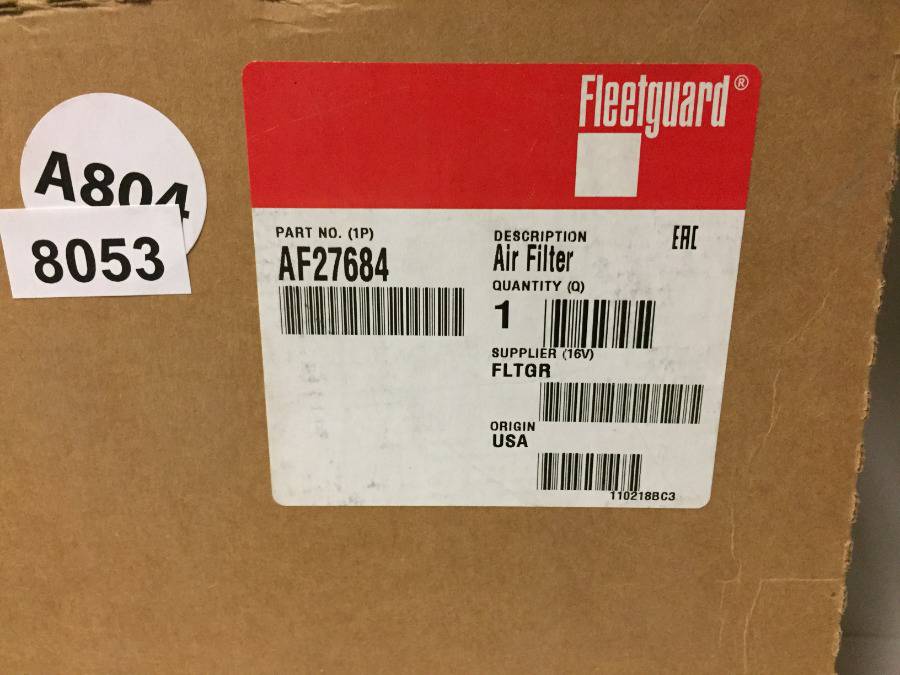 A804
8053
Fleetguard®
PART NO. (1P)
AF27684
DESCRIPTION
Air Filter
EAC
QUANTITY (Q)
1
SUPPLIER (16V)
FLTGR
ORIGIN
USA
110218BC3